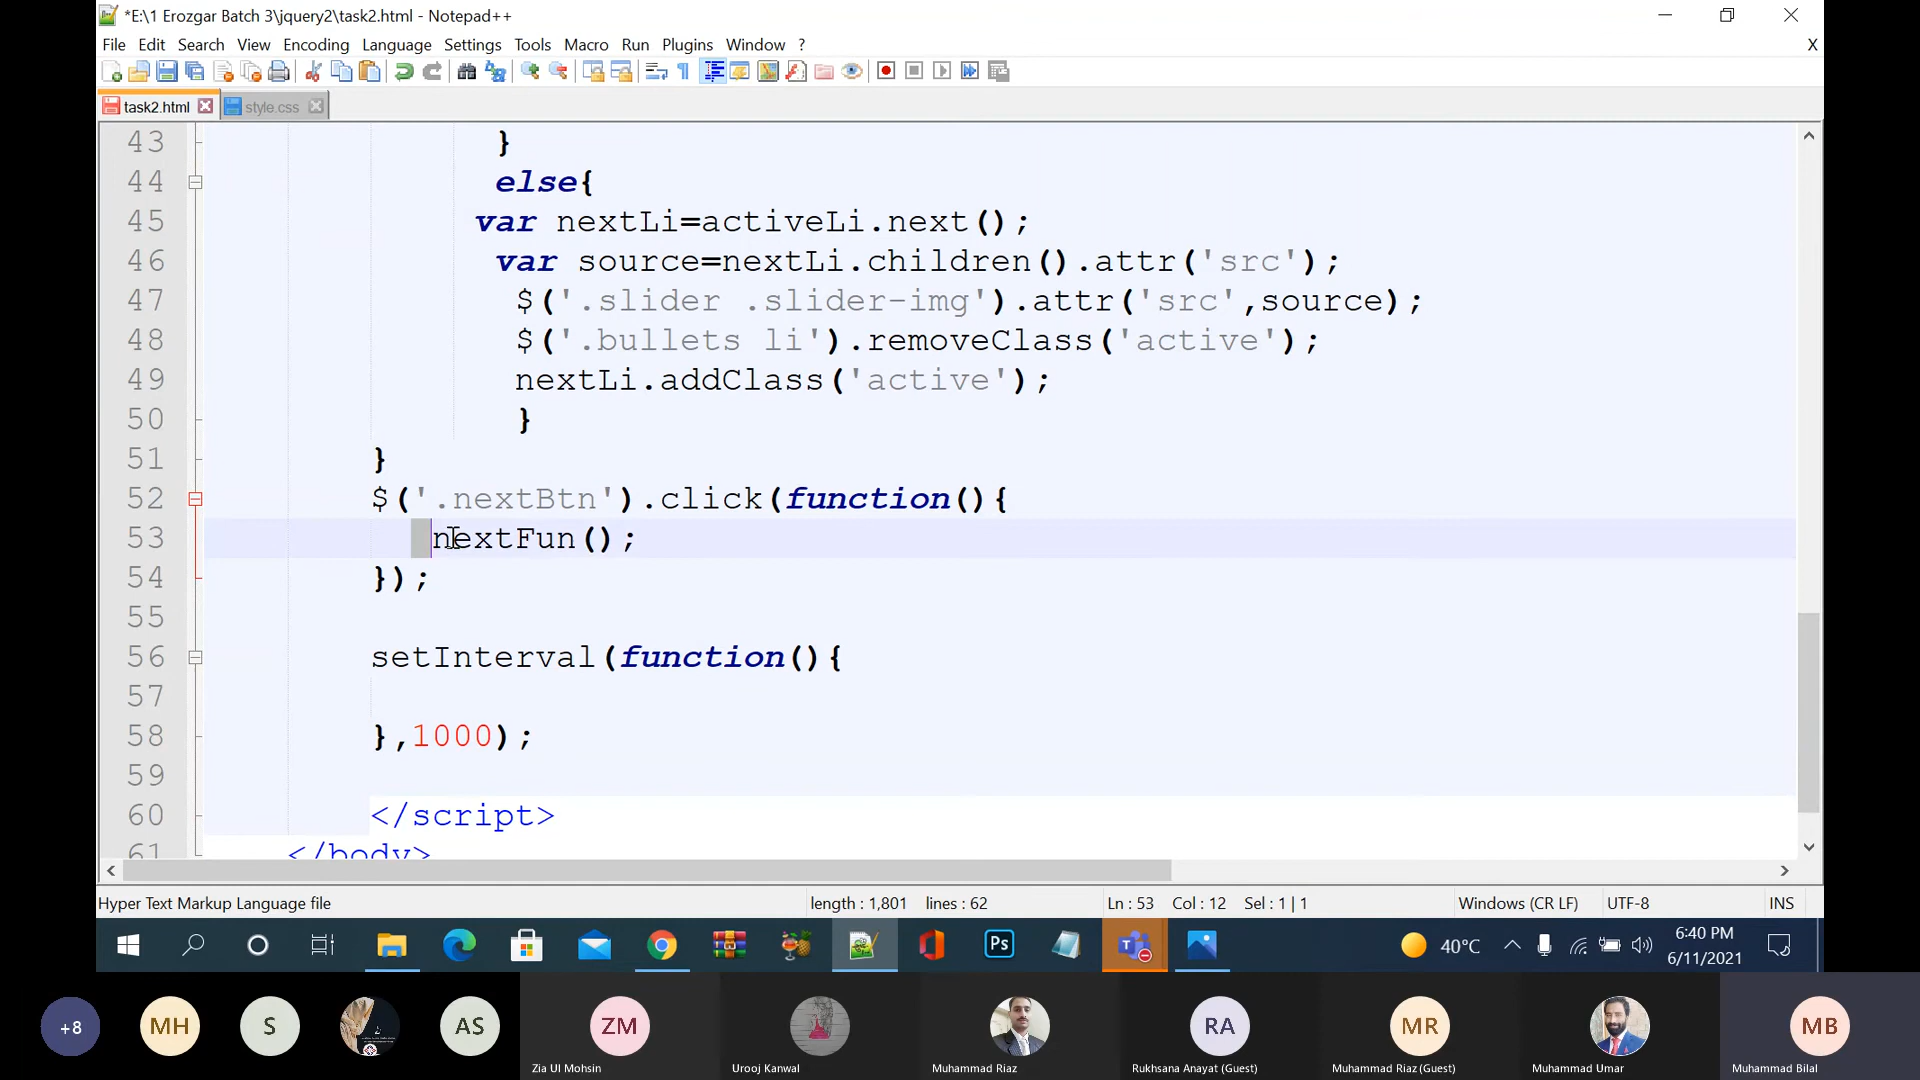 *E:\1 Erozgar Batch 3\jquery2\task2.html - Notepad++
File Edit Search View Encoding Language Settings Tools Macro Run Plugins Window ? X
task2.html style.css
43 }
44 else{
45 var nextLi=activeLi.next();
46 var source=nextLi.children().attr('src');
47 $('.slider .slider-img').attr('src',source);
48 $('.bullets li').removeClass('active');
49 nextLi.addClass('active');
50 }
51 }
52 $('.nextBtn').click(function(){
53 nextFun();
54 });
55
56 setInterval(function(){
57
58 },1000);
59
60 </script>
61 </body>
Hyper Text Markup Language file length : 1,801 lines : 62 Ln : 53 Col : 12 Sel : 1 | 1 Windows (CR LF) UTF-8 INS
Ps 40°C 6:40 PM
6/11/2021
+8 MH S AS ZM RA MR MB
Zia Ul Mohsin Urooj Kanwal Muhammad Riaz Rukhsana Anayat (Guest) Muhammad Riaz (Guest) Muhammad Umar Muhammad Bilal